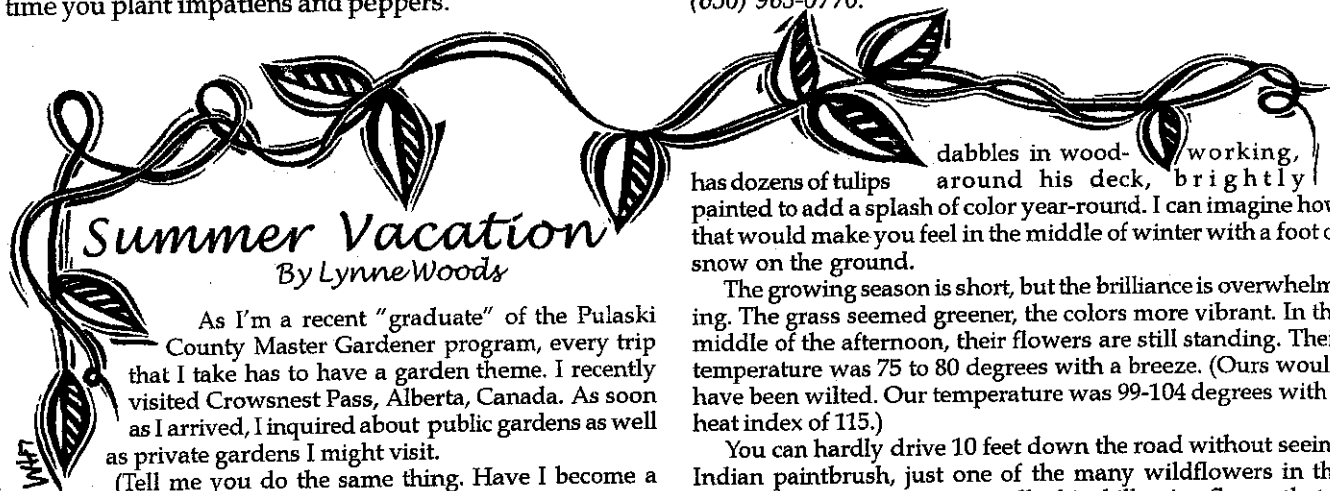 time you plant impatiens and peppers.
Summer Vacation
By Lynne Woods
As I'm a recent "graduate" of the Pulaski
County Master Gardener program, every trip
that I take has to have a garden theme. I recently
visited Crowsnest Pass, Alberta, Canada. As soon
as I arrived, I inquired about public gardens as well
as private gardens I might visit.
(Tell me you do the same thing. Have I become a
dabbles in wood-working,
has dozens of tulips around his deck, brightly
painted to add a splash of color year-round. I can imagine
that would make you feel in the middle of winter with a foot
snow on the ground.
The growing season is short, but the brilliance is overwhelm
ing. The grass seemed greener, the colors more vibrant. In
middle of the afternoon, their flowers are still standing.
temperature was 75 to 80 degrees with a breeze. (Ours
have been wilted. Our temperature was 99-104 degrees with
heat index of 115.)
You can hardly drive 10 feet down the road without
Indian paintbrush, just one of the many wildflowers in